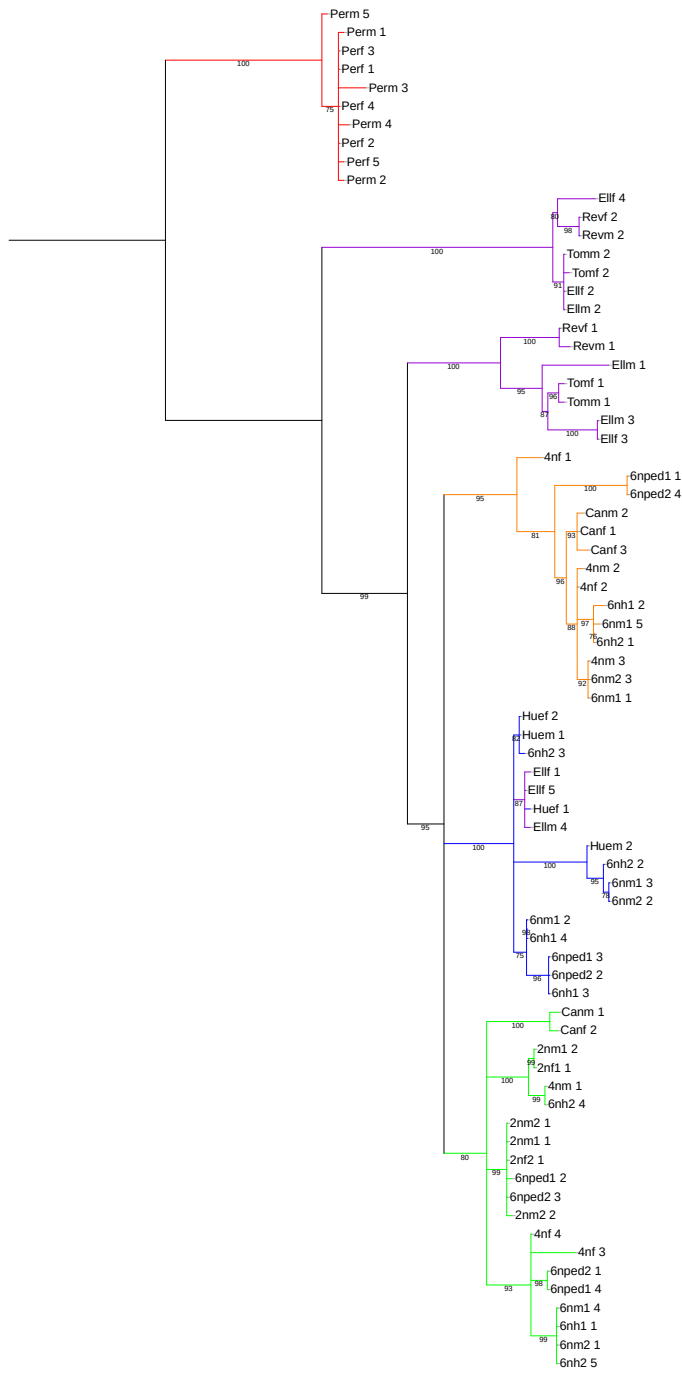 Perm 5
Perm 1
Perf 3
100
Perf 1
Perm 3
75
Perf 4
Perm 4
Perf 2
Perf 5
Perm 2
Ellf 4
80
Revf 2
98
Revm 2
100
Tomm 2
Tomf 2
91
Ellf 2
Ellm 2
Revf 1
100
Revm 1
100
Ellm 1
95
Tomf 1
96
Tomm 1
87
Ellm 3
100
Ellf 3
4nf 1
6nped1 1
100
95
6nped2 4
Canm 2
81
93
Canf 1
Canf 3
4nm 2
96
4nf 2
99
6nh1 2
97
6nm1 5
88
76
6nh2 1
4nm 3
92
6nm2 3
6nm1 1
Huef 2
82
Huem 1
6nh2 3
Ellf 1
Ellf 5
87
Huef 1
95
Ellm 4
100
Huem 2
100
6nh2 2
95
6nm1 3
78
6nm2 2
6nm1 2
98
6nh1 4
75
6nped1 3
96
6nped2 2
6nh1 3
Canm 1
100
Canf 2
2nm1 2
99
2nf1 1
100
4nm 1
99
6nh2 4
2nm2 1
2nm1 1
80
2nf2 1
99
6nped1 2
6nped2 3
2nm2 2
4nf 4
4nf 3
6nped2 1
93
98
6nped1 4
6nm1 4
6nh1 1
99
6nm2 1
6nh2 5